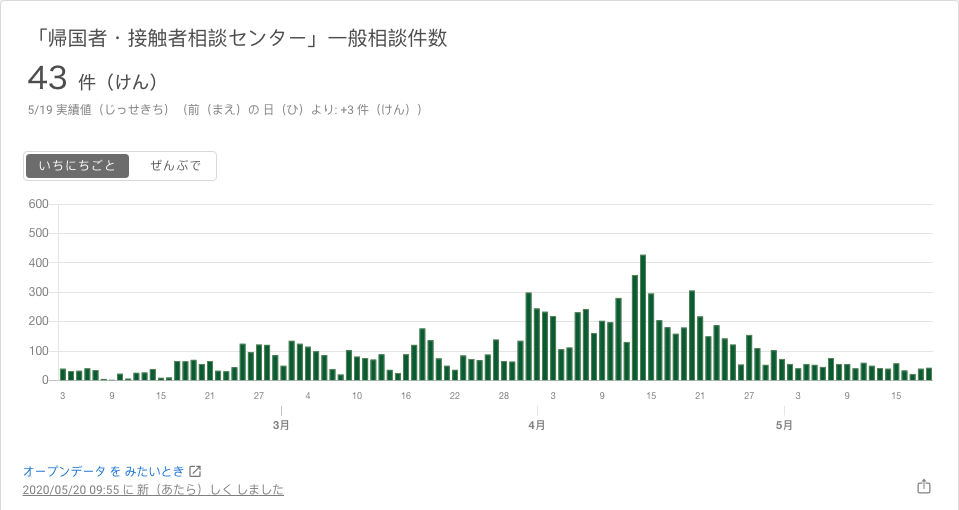 「帰国者・接触者相談センター」一般相談件数
43 件（けん）
5/19 実績値（じっせきち）（前（まえ）の 日（ひ）より: +3 件（けん））
いちにちごと ぜんぶで
600
500
400
300
200
100
0
3 9 15 21 27 4 10 16 22 28 3 9 15 21 27 3 9 15
3月 4月 5月
オープンデータ を みたいとき
2020/05/20 09:55 に 新（あたら）しく しました